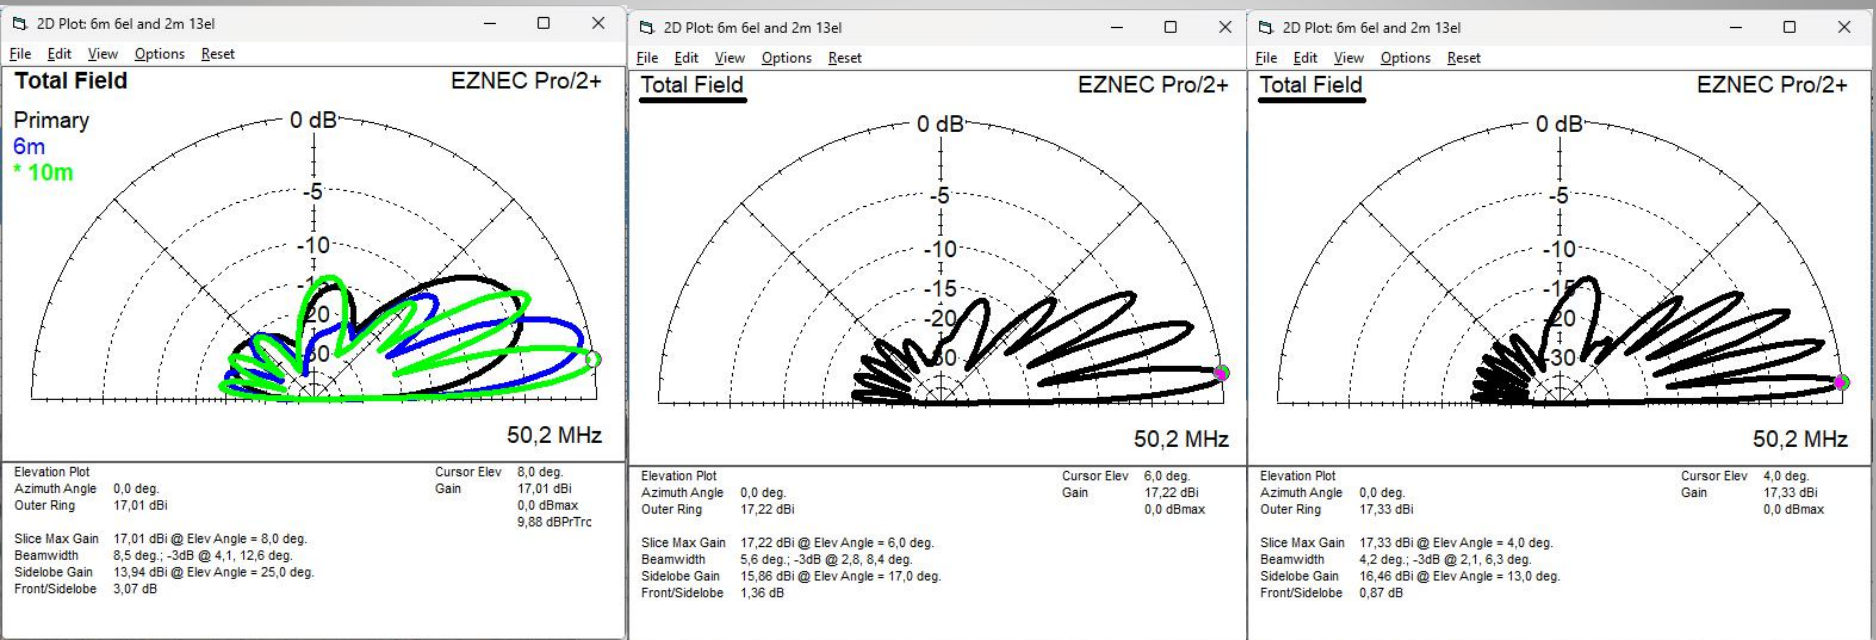 2D Plot: 6m 6el and 2m 13el
File Edit View Options Reset
Total Field EZNEC Pro/2+
Primary
6m
* 10m
0 dB
-5
-10
-1
20
30
50,2 MHz
Elevation Plot Cursor Elev 8,0 deg.
Azimuth Angle 0,0 deg. Gain 17,01 dBi
Outer Ring 17,01 dBi 0,0 dBmax
9,88 dBPrTrc
Slice Max Gain 17,01 dBi @ Elev Angle = 8,0 deg.
Beamwidth 8,5 deg.; -3dB @ 4,1, 12,6 deg.
Sidelobe Gain 13,94 dBi @ Elev Angle = 25,0 deg.
Front/Sidelobe 3,07 dB
2D Plot: 6m 6el and 2m 13el
File Edit View Options Reset
Total Field EZNEC Pro/2+
0 dB
-5
-10
-15
-20
30
50,2 MHz
Elevation Plot Cursor Elev 6,0 deg.
Azimuth Angle 0,0 deg. Gain 17,22 dBi
Outer Ring 17,22 dBi 0,0 dBmax
Slice Max Gain 17,22 dBi @ Elev Angle = 6,0 deg.
Beamwidth 5,6 deg.; -3dB @ 2,8, 8,4 deg.
Sidelobe Gain 15,86 dBi @ Elev Angle = 17,0 deg.
Front/Sidelobe 1,36 dB
2D Plot: 6m 6el and 2m 13el
File Edit View Options Reset
Total Field EZNEC Pro/2+
0 dB
-5
-10
-15
-20
-30
50,2 MHz
Elevation Plot Cursor Elev 4,0 deg.
Azimuth Angle 0,0 deg. Gain 17,33 dBi
Outer Ring 17,33 dBi 0,0 dBmax
Slice Max Gain 17,33 dBi @ Elev Angle = 4,0 deg.
Beamwidth 4,2 deg.; -3dB @ 2,1, 6,3 deg.
Sidelobe Gain 16,46 dBi @ Elev Angle = 13,0 deg.
Front/Sidelobe 0,87 dB